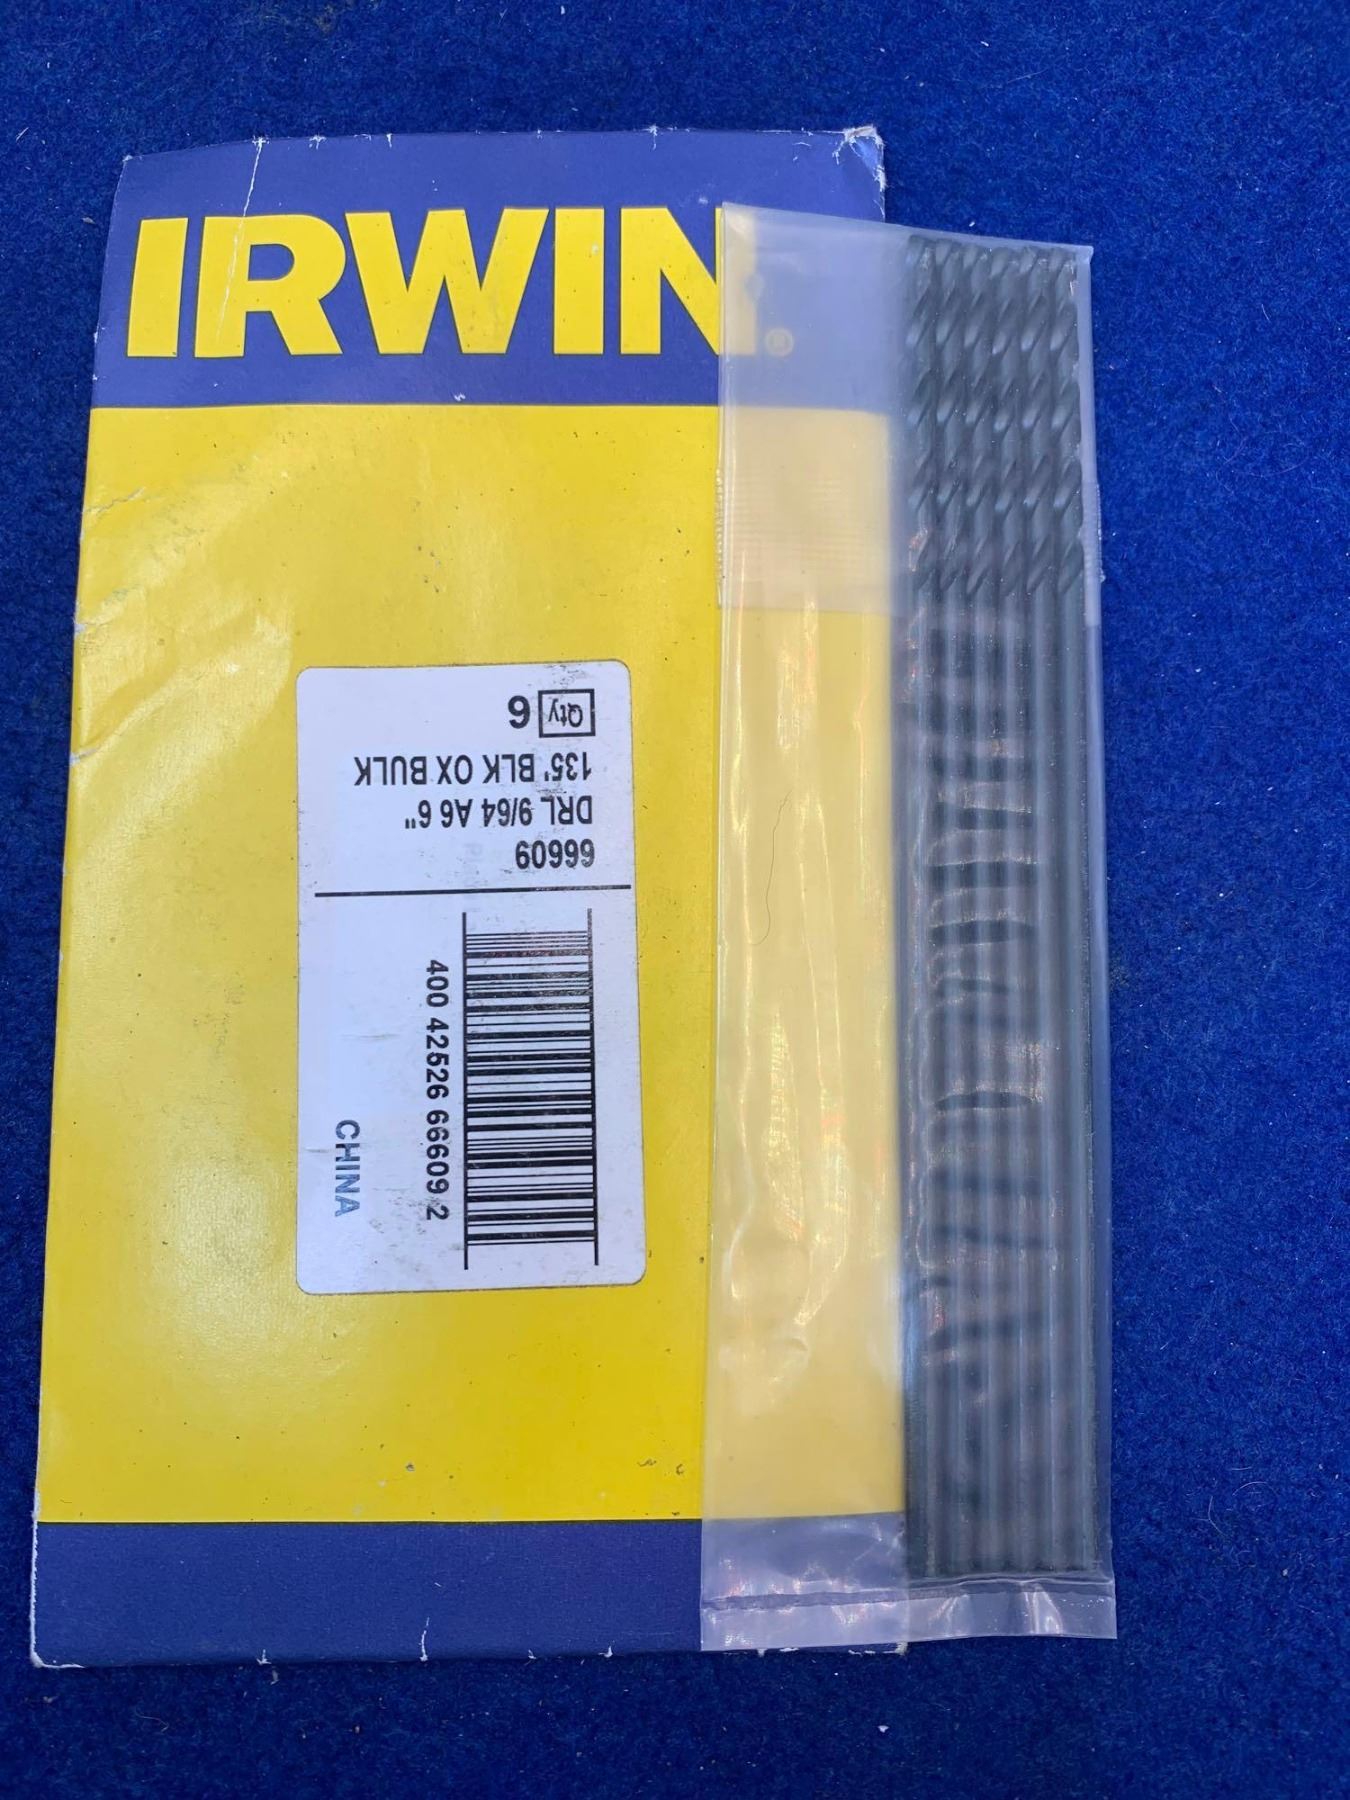 IRWIN®
66609
DRL 9/64 A6 6"
135' BLK OX BULK
Qty 6
400 42526 66609 2
CHINA